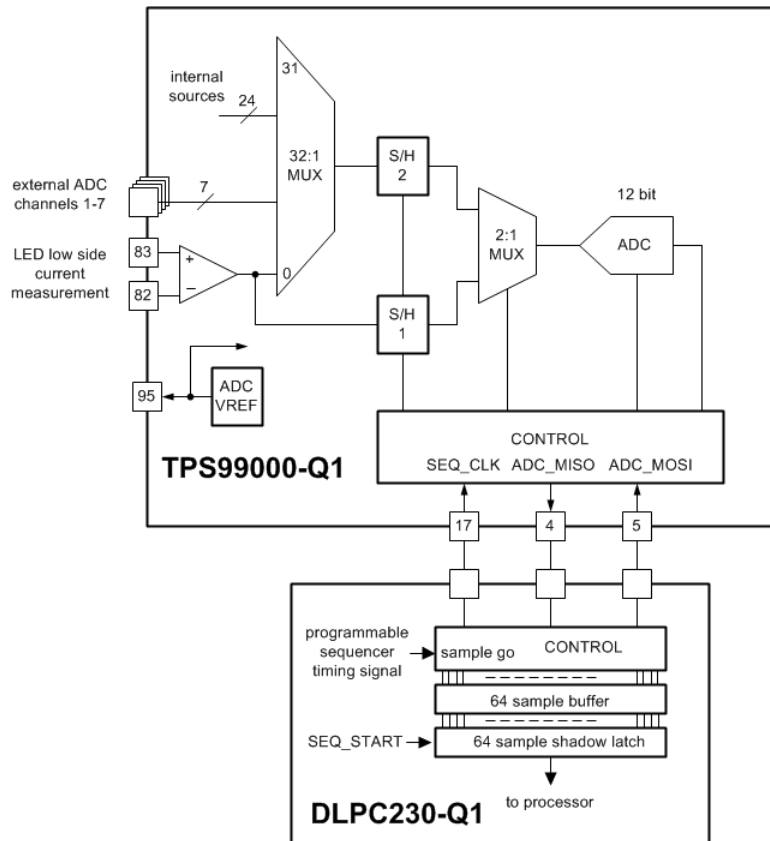 31
internal
sources
24
32:1
MUX
S/H
2
external ADC
channels 1-7
7
12 bit
2:1
MUX
ADC
83
+
LED low side
current
measurement
82
−
0
S/H
1
95
ADC
VREF
CONTROL
TPS99000-Q1
SEQ_CLK ADC_MISO ADC_MOSI
17
4
5
programmable
sequencer
timing signal
sample go
CONTROL
64 sample buffer
SEQ_START
64 sample shadow latch
to processor
DLPC230-Q1